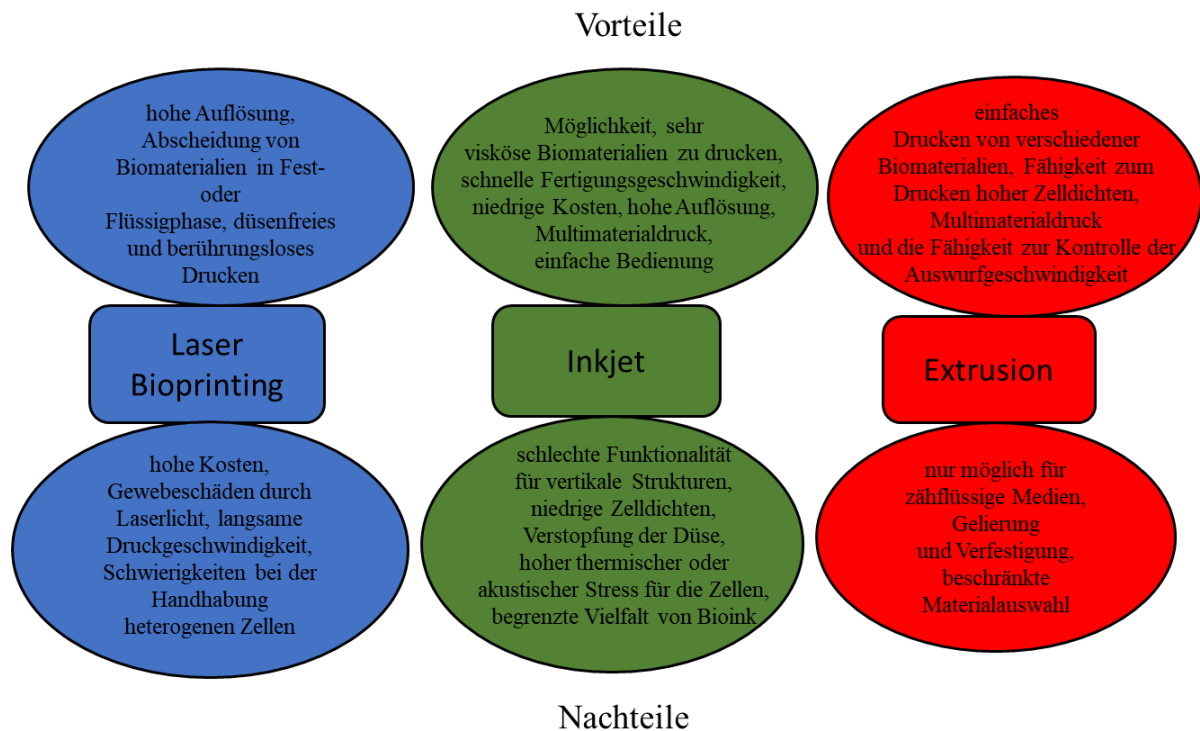 Vorteile
hohe Auflösung,
Abscheidung von
Biomaterialien in Fest-
oder
Flüssigphase, düsenfreies
und berührungsloses
Drucken
Möglichkeit, sehr
visköse Biomaterialien zu drucken,
schnelle Fertigungsgeschwindigkeit,
niedrige Kosten, hohe Auflösung,
Multimaterialdruck,
einfache Bedienung
einfaches
Drucken von verschiedener
Biomaterialien, Fähigkeit zum
Drucken hoher Zelldichten,
Multimaterialdruck
und die Fähigkeit zur Kontrolle der
Auswurfgeschwindigkeit
Laser
Bioprinting
Inkjet
Extrusion
hohe Kosten,
Gewebeschäden durch
Laserlicht, langsame
Druckgeschwindigkeit,
Schwierigkeiten bei der
Handhabung
heterogenen Zellen
schlechte Funktionalität
für vertikale Strukturen,
niedrige Zelldichten,
Verstopfung der Düse,
hoher thermischer oder
akustischer Stress für die Zellen,
begrenzte Vielfalt von Bioink
nur möglich für
zähflüssige Medien,
Gelierung
und Verfestigung,
beschränkte
Materialauswahl
Nachteile